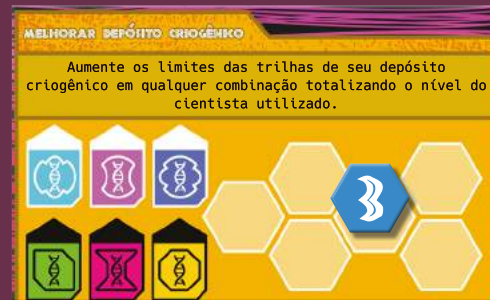 MELHORAR DEPÓSITO CRIOGÊNICO
Aumente os limites das trilhas de seu depósito
criogênico em qualquer combinação totalizando o nível do
cientista utilizado.